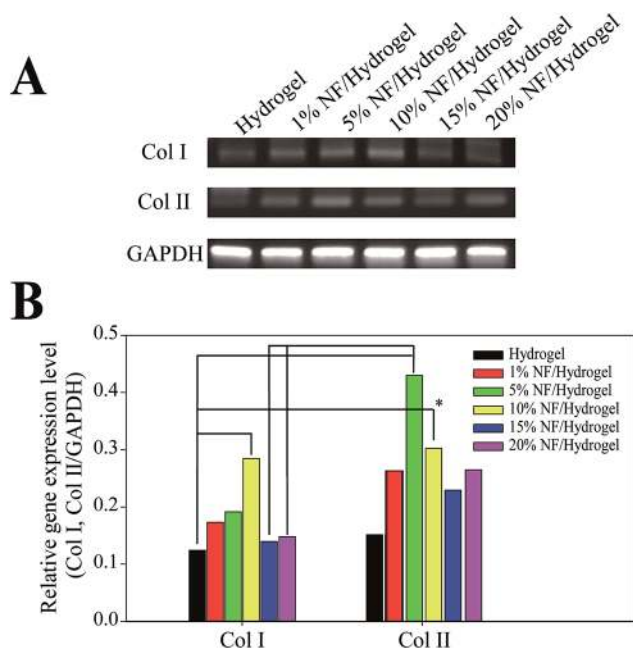 A
Hydrogel
1% NF/Hydrogel
5% NF/Hydrogel
10% NF/Hydrogel
15% NF/Hydrogel
20% NF/Hydrogel
Col I
Col II
GAPDH
B
Relative gene expression level
(Col I, Col II/GAPDH)
0.5
0.4
0.3
0.2
0.1
0.0
*
Hydrogel
1% NF/Hydrogel
5% NF/Hydrogel
10% NF/Hydrogel
15% NF/Hydrogel
20% NF/Hydrogel
Col I
Col II